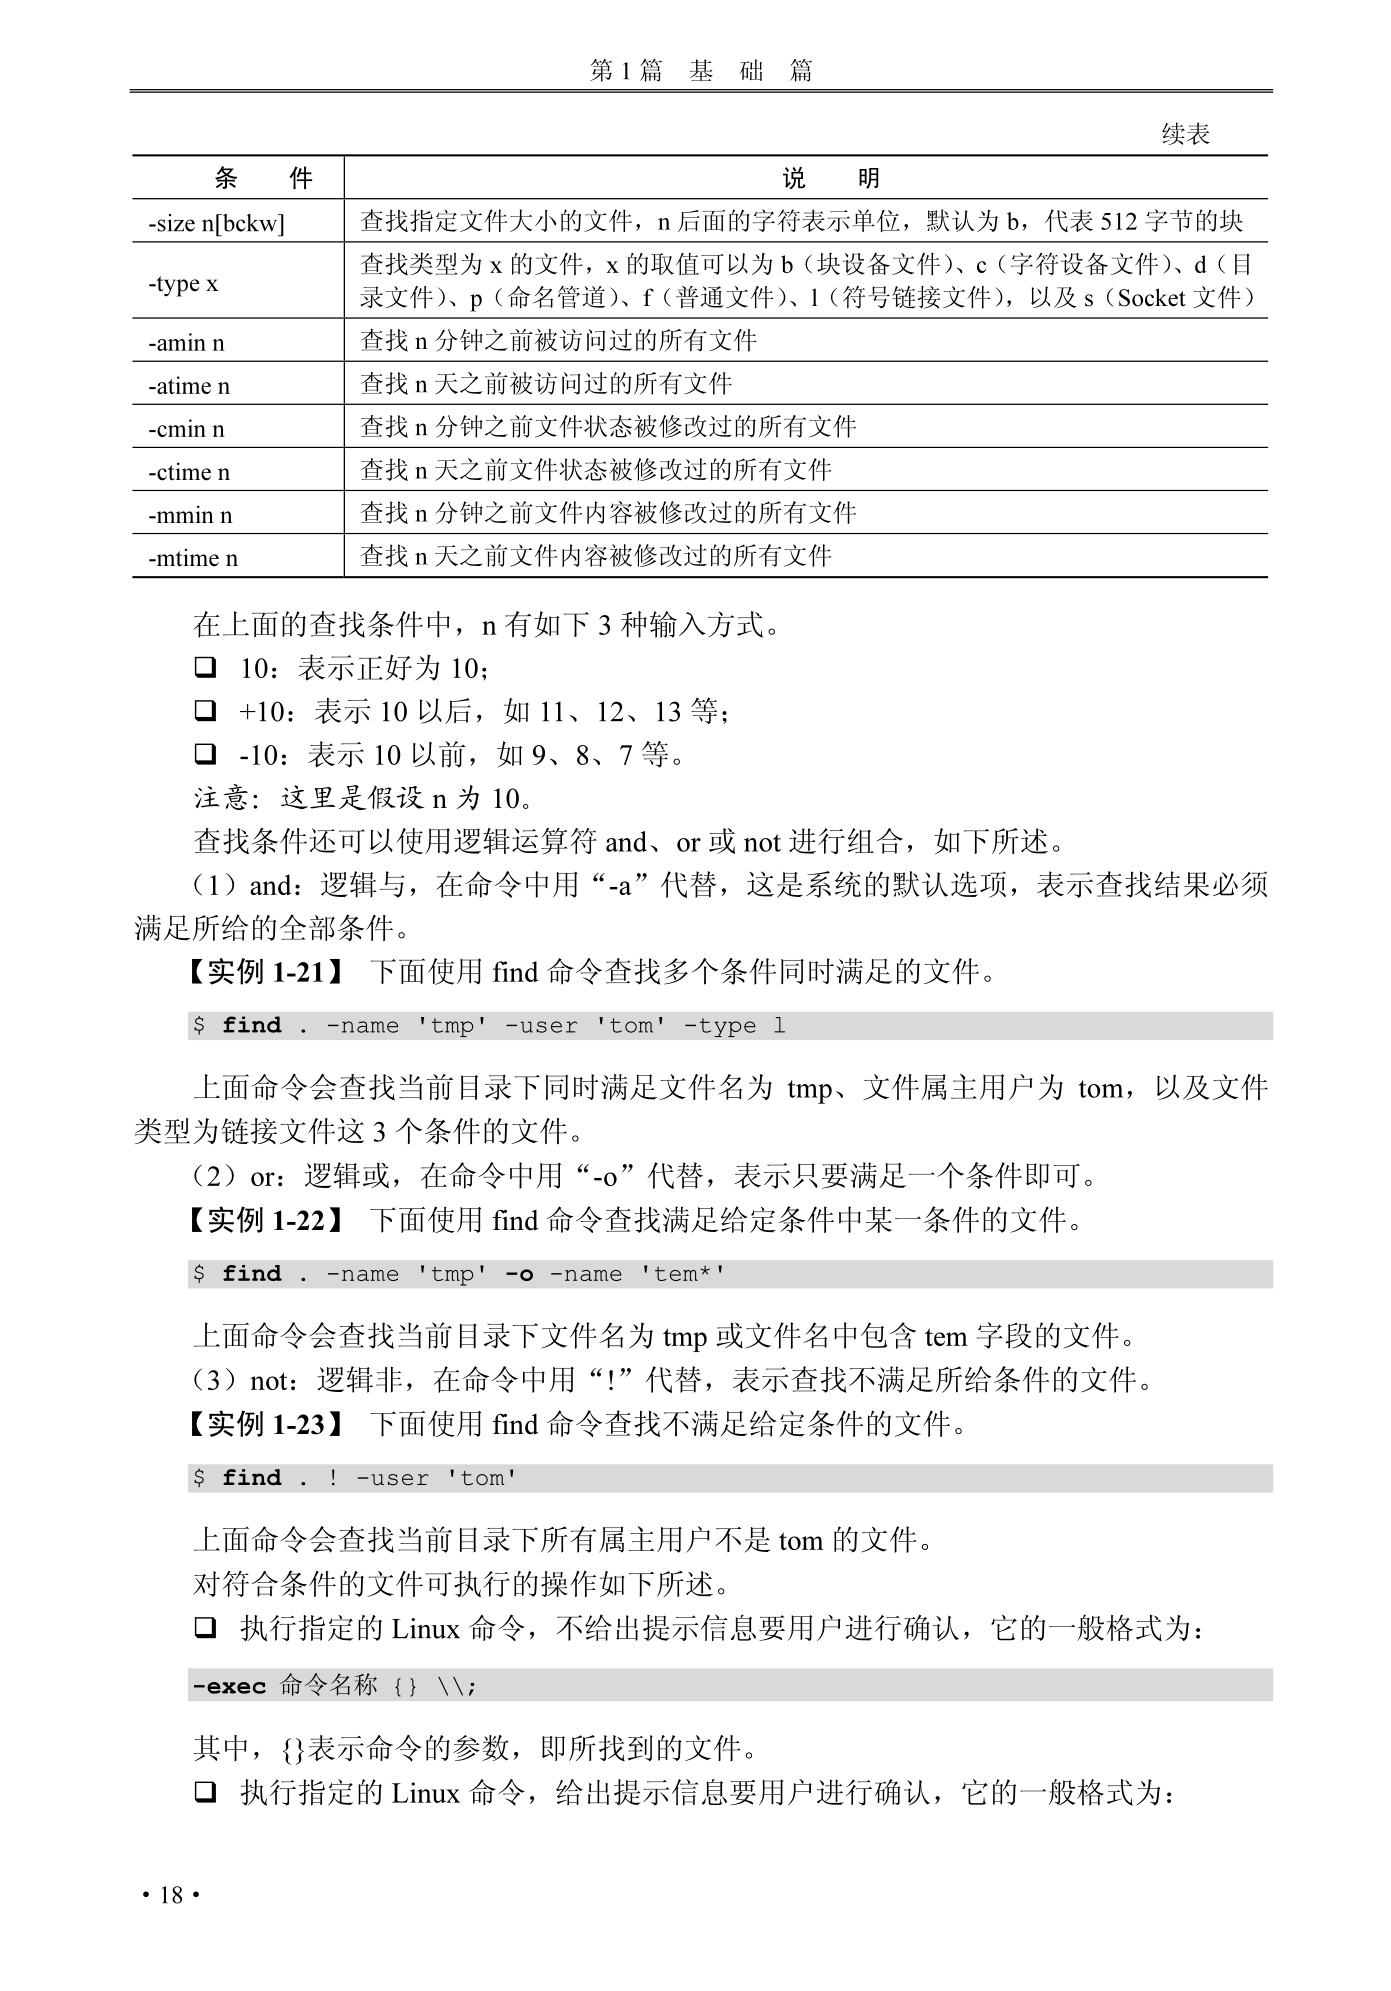 第 1 篇　基　础　篇
续表
条　件　说　明
-size n[bckw]　查找指定文件大小的文件，n 后面的字符表示单位，默认为 b，代表 512 字节的块
-type x　查找类型为 x 的文件，x 的取值可以为 b（块设备文件）、c（字符设备文件）、d（目
录文件）、p（命名管道）、f（普通文件）、l（符号链接文件），以及 s（Socket 文件）
-amin n　查找 n 分钟之前被访问过的所有文件
-atime n　查找 n 天之前被访问过的所有文件
-cmin n　查找 n 分钟之前文件状态被修改过的所有文件
-ctime n　查找 n 天之前文件状态被修改过的所有文件
-mmin n　查找 n 分钟之前文件内容被修改过的所有文件
-mtime n　查找 n 天之前文件内容被修改过的所有文件
在上面的查找条件中，n 有如下 3 种输入方式。
❑ 10：表示正好为 10；
❑ +10：表示 10 以后，如 11、12、13 等；
❑ -10：表示 10 以前，如 9、8、7 等。
注意：这里是假设 n 为 10。
查找条件还可以使用逻辑运算符 and、or 或 not 进行组合，如下所述。
（1）and：逻辑与，在命令中用“-a”代替，这是系统的默认选项，表示查找结果必须
满足所给的全部条件。
【实例 1-21】 下面使用 find 命令查找多个条件同时满足的文件。
$ find . -name 'tmp' -user 'tom' -type l
上面命令会查找当前目录下同时满足文件名为 tmp、文件属主用户为 tom，以及文件
类型为链接文件这 3 个条件的文件。
（2）or：逻辑或，在命令中用“-o”代替，表示只要满足一个条件即可。
【实例 1-22】 下面使用 find 命令查找满足给定条件中某一条件的文件。
$ find . -name 'tmp' -o -name 'tem*'
上面命令会查找当前目录下文件名为 tmp 或文件名中包含 tem 字段的文件。
（3）not：逻辑非，在命令中用“!”代替，表示查找不满足所给条件的文件。
【实例 1-23】 下面使用 find 命令查找不满足给定条件的文件。
$ find . ! -user 'tom'
上面命令会查找当前目录下所有属主用户不是 tom 的文件。
对符合条件的文件可执行的操作如下所述。
❑ 执行指定的 Linux 命令，不给出提示信息要用户进行确认，它的一般格式为：
-exec 命令名称 {} \\;
其中，{}表示命令的参数，即所找到的文件。
❑ 执行指定的 Linux 命令，给出提示信息要用户进行确认，它的一般格式为：
• 18 •